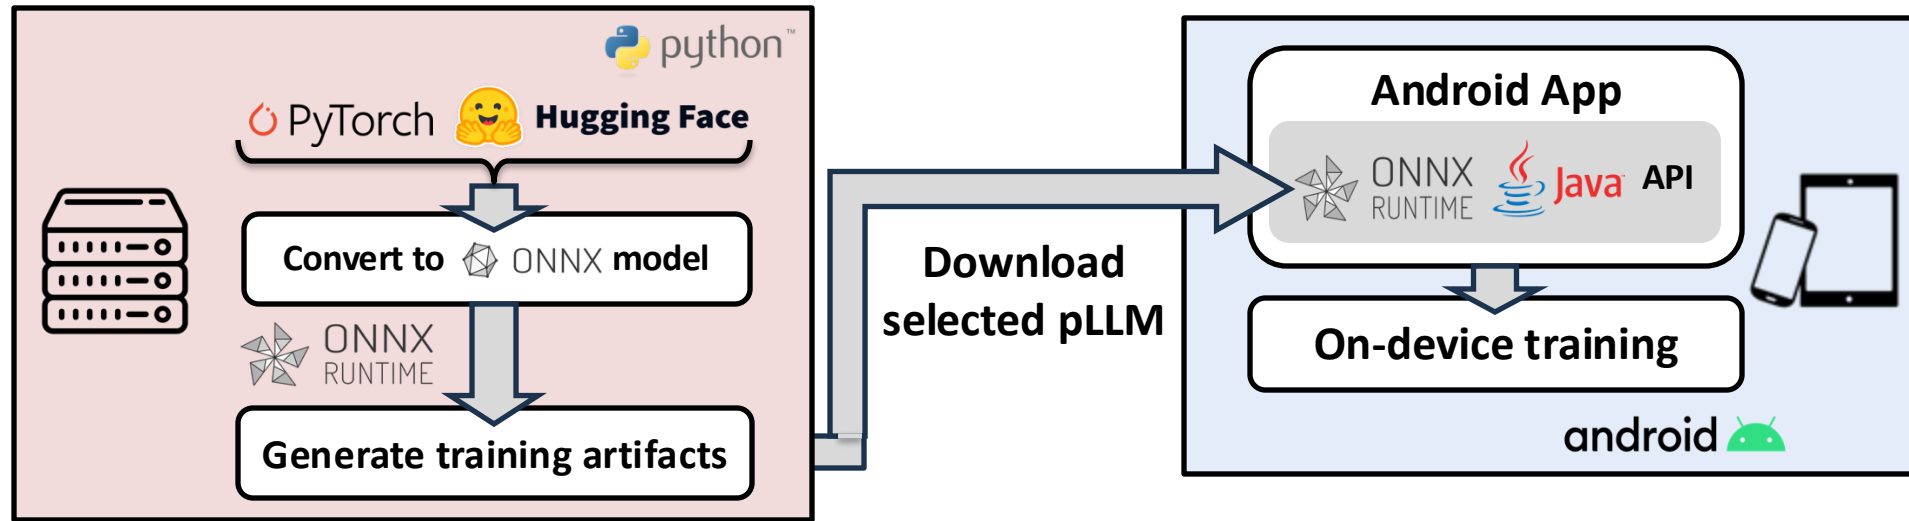 python™
PyTorch Hugging Face
Convert to ONNX model
ONNX
RUNTIME
Generate training artifacts
Download
selected pLLM
Android App
ONNX
RUNTIME
Java API
On-device training
android